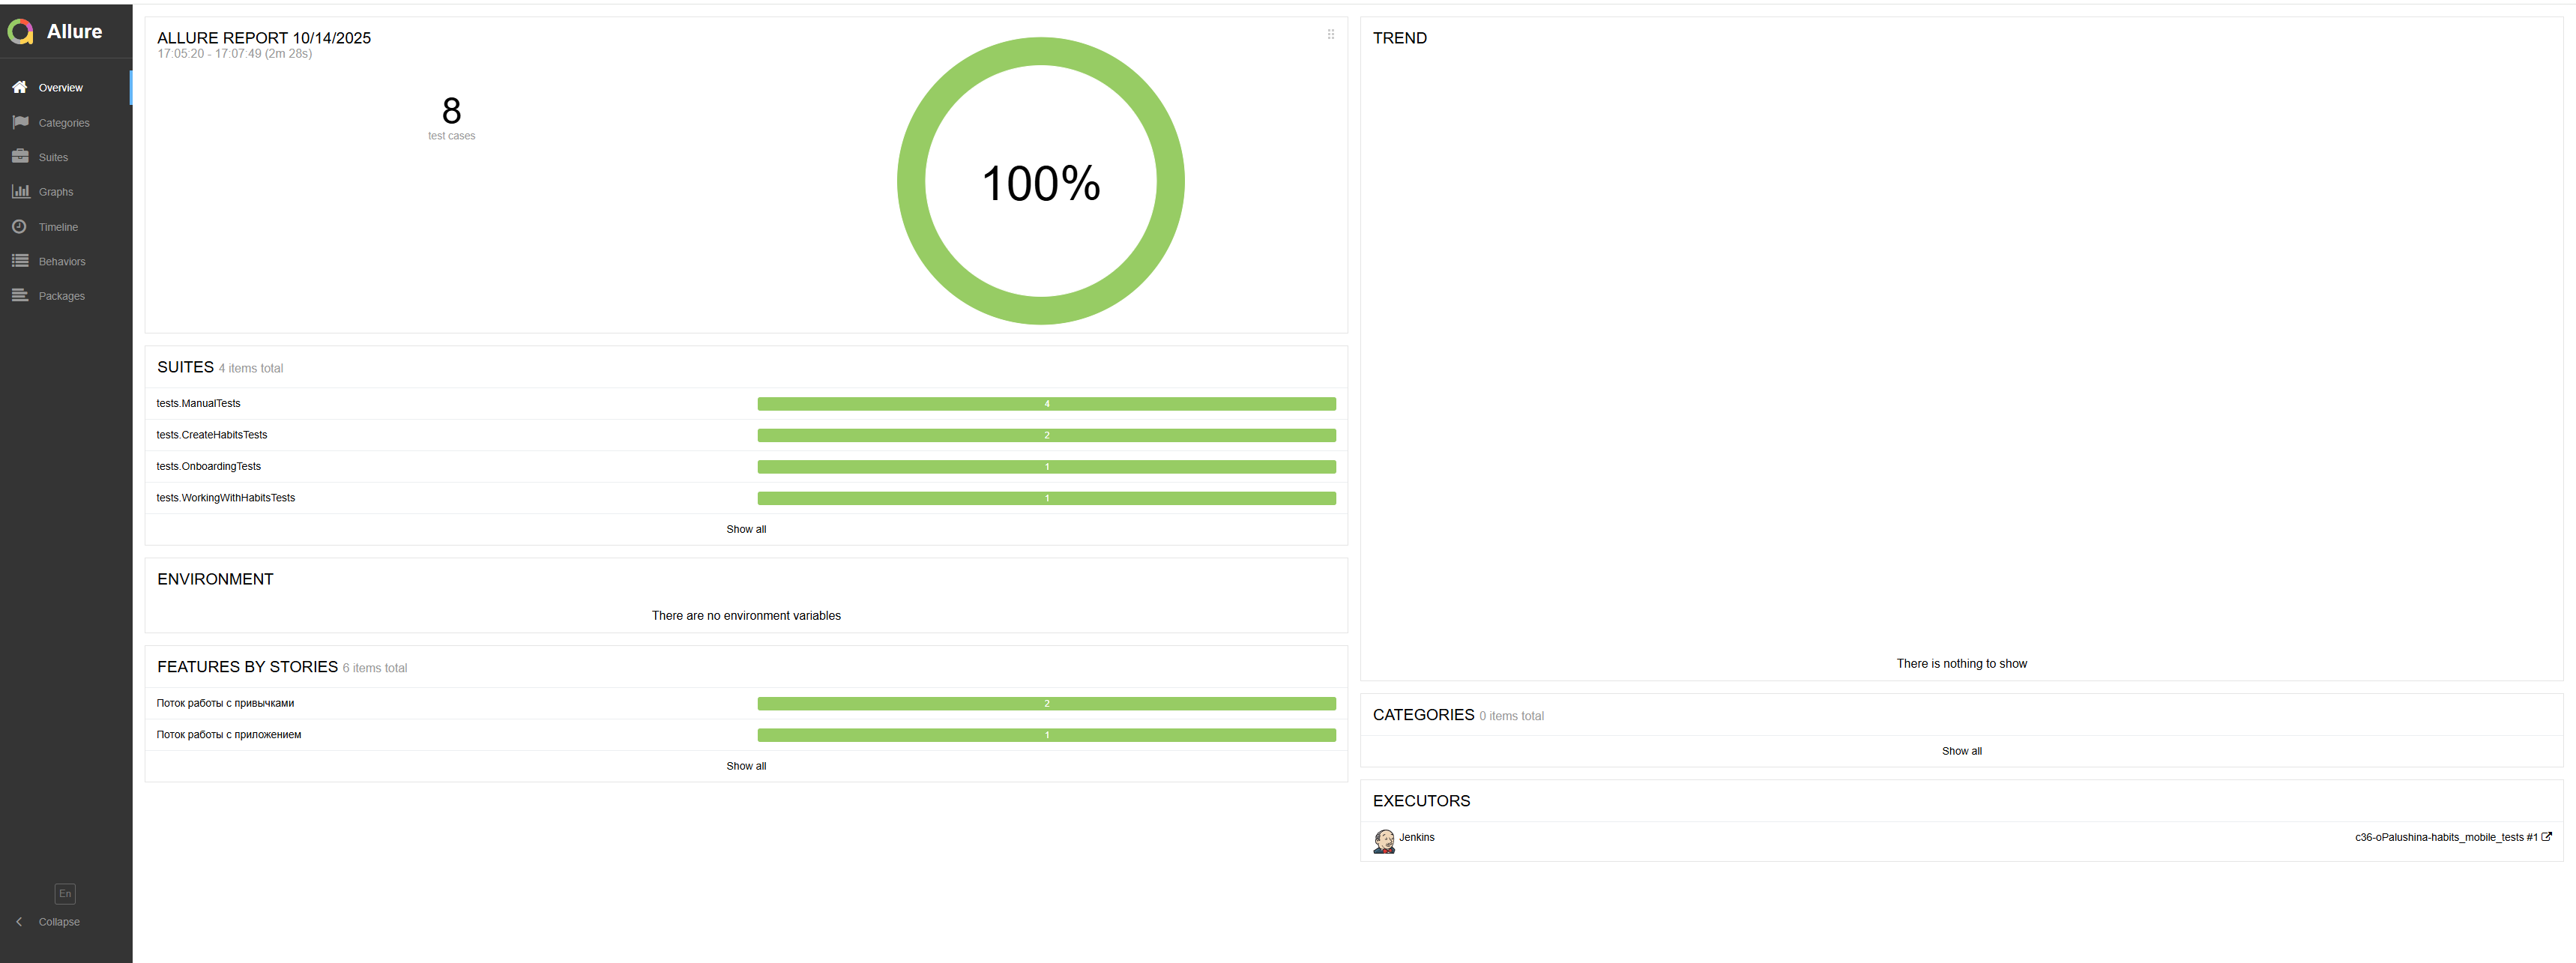 Allure
Overview
Categories
Suites
Graphs
Timeline
Behaviors
Packages
En
Collapse
ALLURE REPORT 10/14/2025
17:05:20 - 17:07:49 (2m 28s)
8
test cases
100%
SUITES 4 items total
tests.ManualTests 4
tests.CreateHabitsTests 2
tests.OnboardingTests 1
tests.WorkingWithHabitsTests 1
Show all
ENVIRONMENT
There are no environment variables
FEATURES BY STORIES 6 items total
Поток работы с привычками 2
Поток работы с приложением 1
Show all
TREND
There is nothing to show
CATEGORIES 0 items total
Show all
EXECUTORS
Jenkins c36-oPalushina-habits_mobile_tests #1